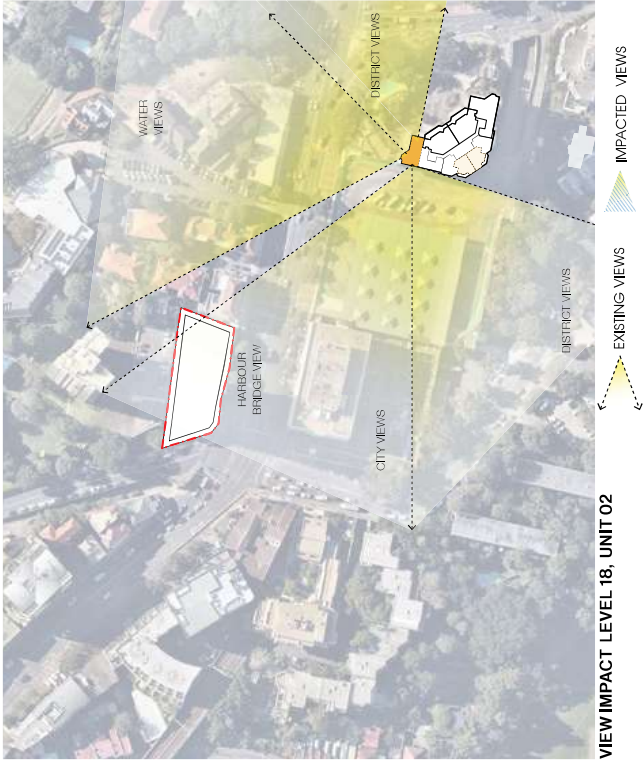 VIEW IMPACT LEVEL 18, UNIT 02
EXISTING VIEWS
IMPACTED VIEWS
WATER
VIEWS
DISTRICT VIEWS
HARBOUR
BRIDGE VIEW
CITY VIEWS
DISTRICT VIEWS